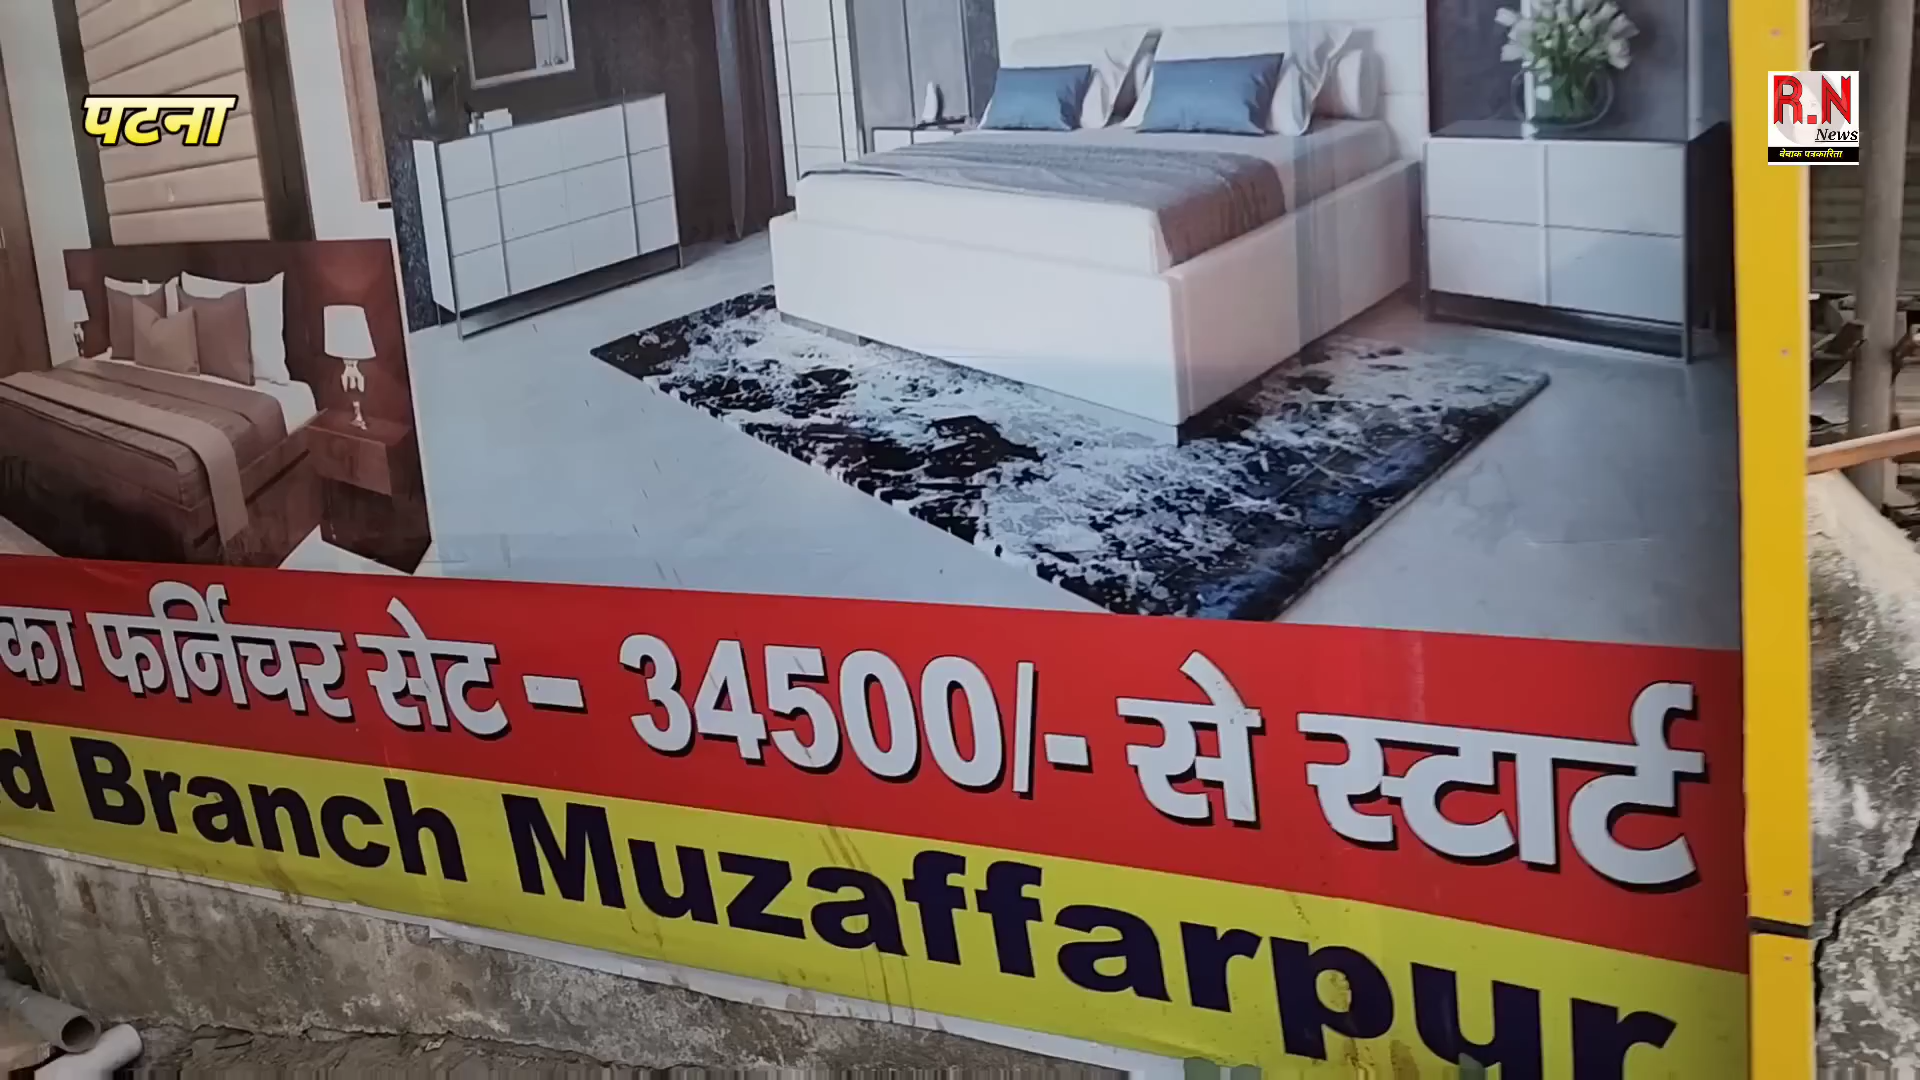 पटना
R.N
News
बेबाक पत्रकारिता
का फर्निचर सेट - 34500/- से स्टार्ट
Branch Muzaffarpur